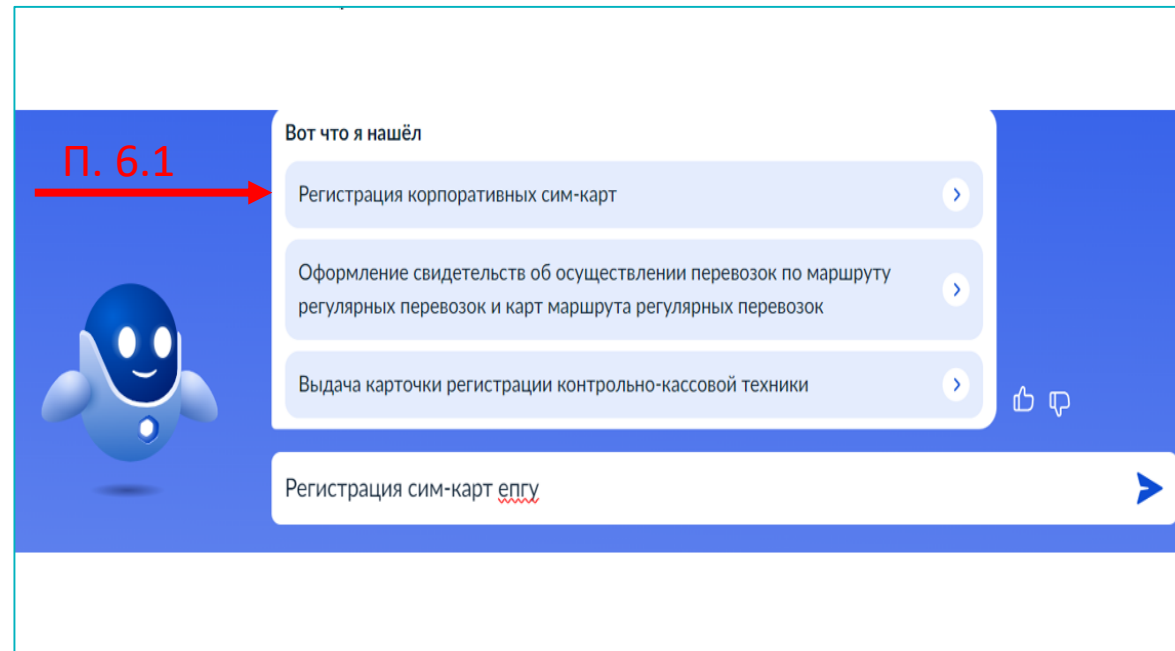 Вот что я нашёл
П. 6.1
Регистрация корпоративных сим-карт
Оформление свидетельств об осуществлении перевозок по маршруту
регулярных перевозок и карт маршрута регулярных перевозок
Выдача карточки регистрации контрольно-кассовой техники
Регистрация сим-карт епгу